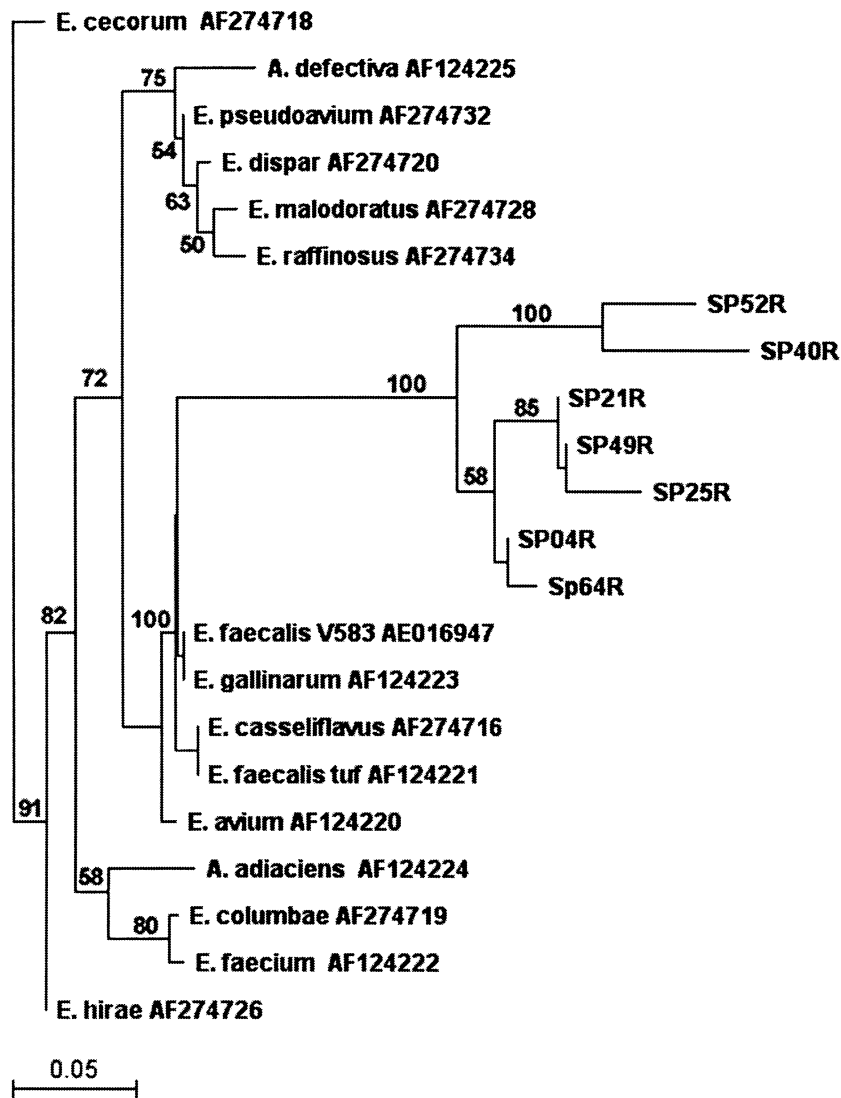 E. cecorum AF274718
75
A. defectiva AF124225
E. pseudoavium AF274732
54
E. dispar AF274720
63
E. malodoratus AF274728
50
E. raffinosus AF274734
100
SP52R
SP40R
72
100
85
SP21R
SP49R
58
SP25R
SP04R
Sp64R
82
100
E. faecalis V583 AE016947
E. gallinarum AF124223
E. casseliflavus AF274716
E. faecalis tuf AF124221
91
E. avium AF124220
58
A. adiaciens AF124224
80
E. columbae AF274719
E. faecium AF124222
E. hirae AF274726
0.05